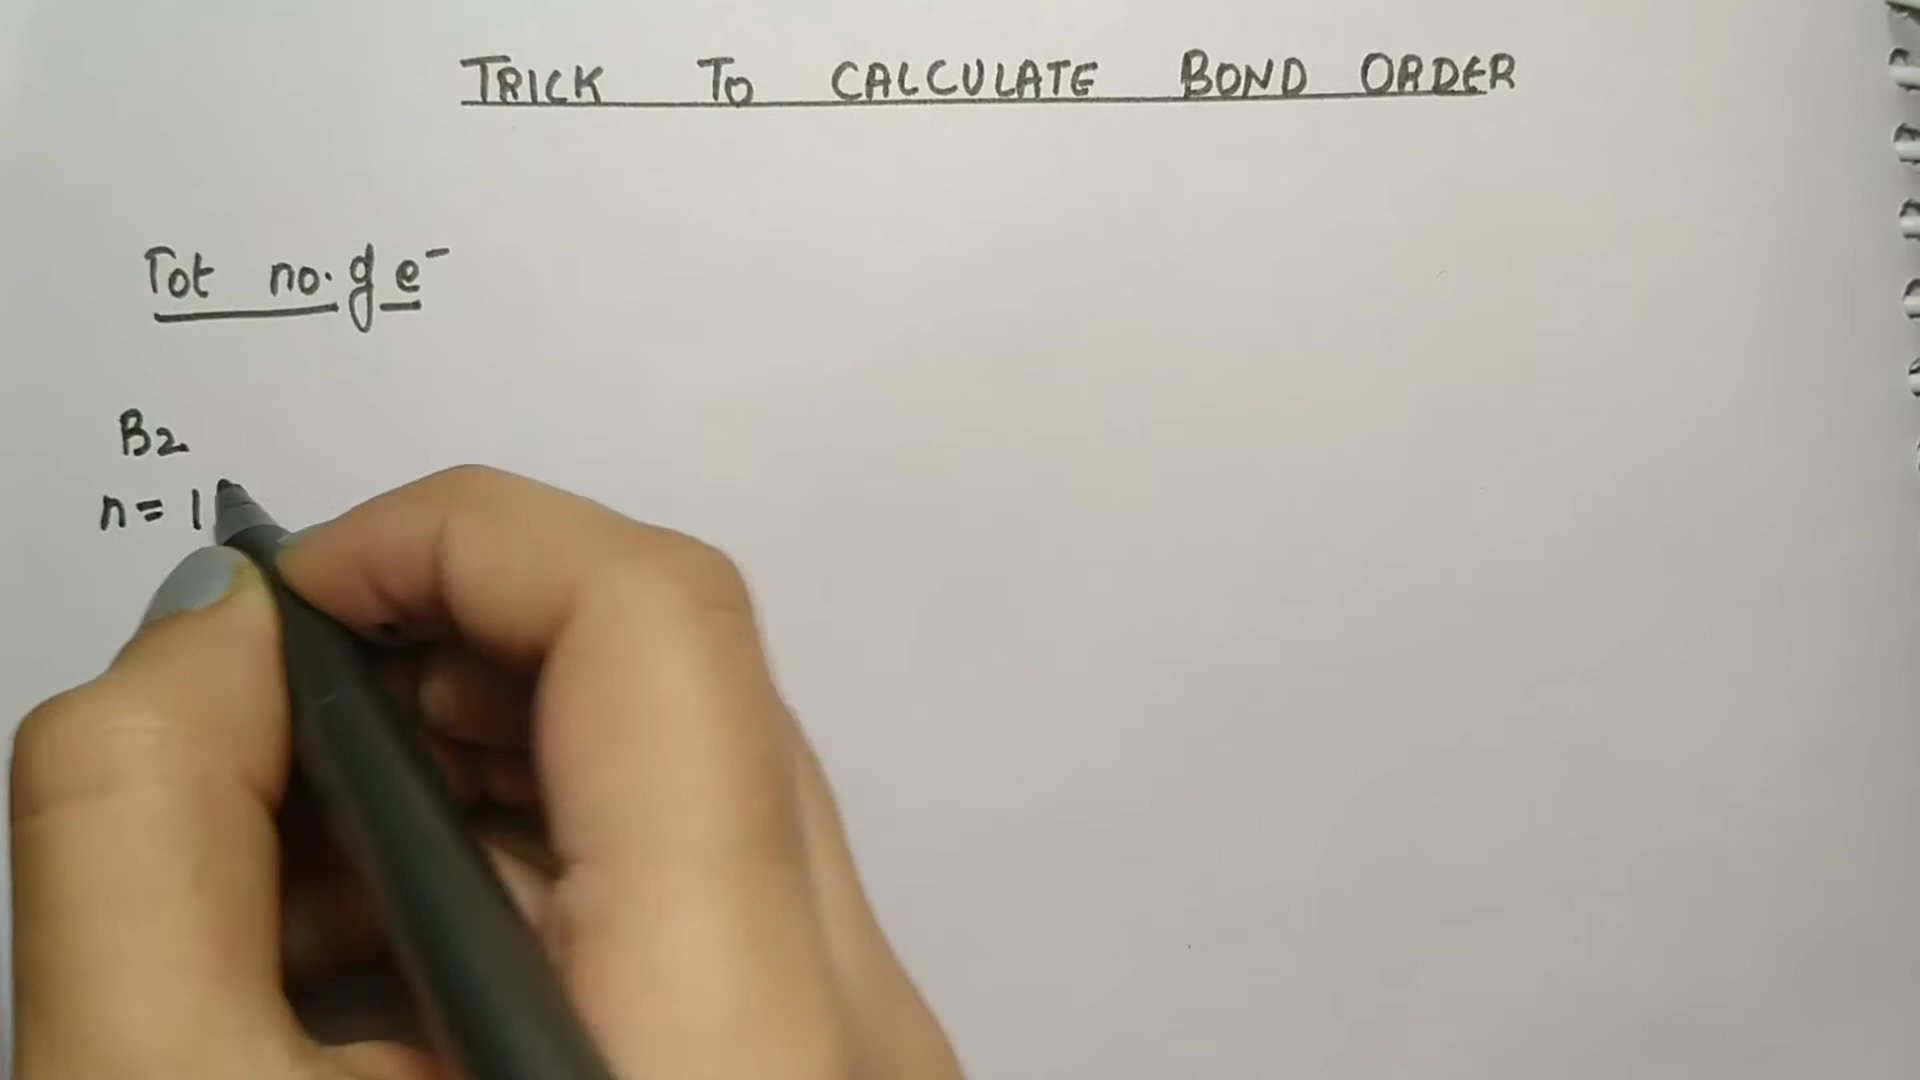 TRICK TO CALCULATE BOND ORDER
Tot no. of e⁻
B₂
n = 1